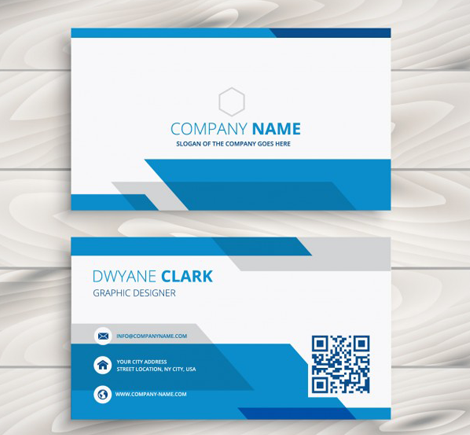 COMPANY NAME
SLOGAN OF THE COMPANY GOES HERE
DWYANE CLARK
GRAPHIC DESIGNER
INFO@COMPANYNAME.COM
YOUR CITY ADDRESS
STREET LOCATION, NY CITY, USA
WWW.COMPANY-NAME.COM